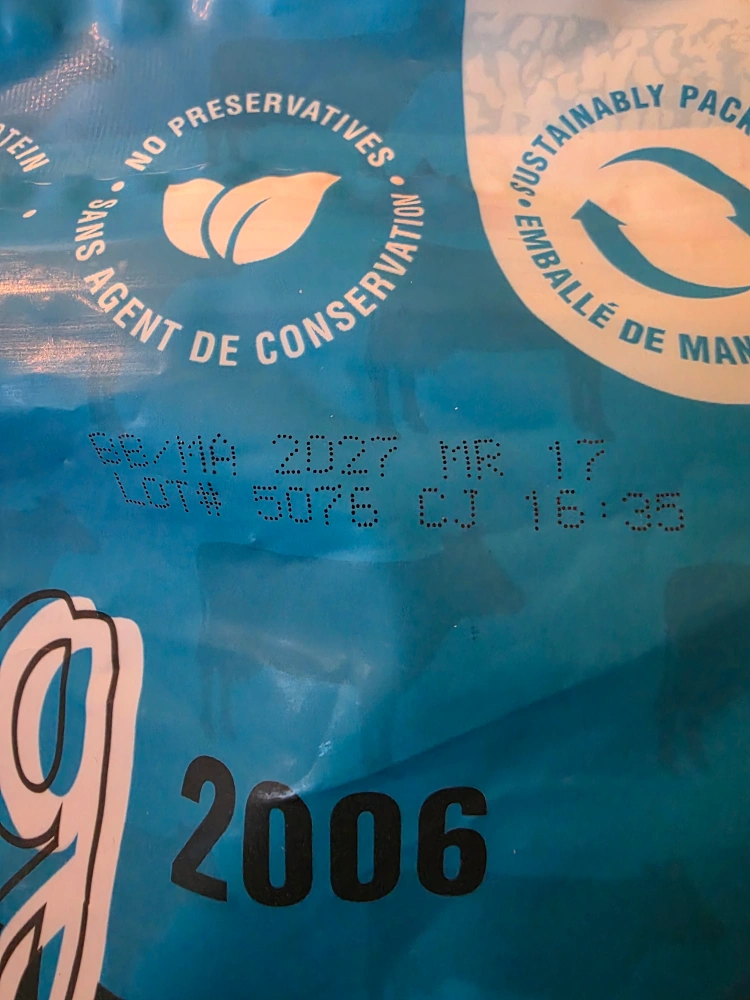 OTEIN
•
NO PRESERVATIVES
• SANS AGENT DE CONSERVATION •
SUSTAINABLY PACK
• EMBALLÉ DE MAN
BB/MA 2027 MR 17
LOT# 5076 CJ 16:35
g
2006